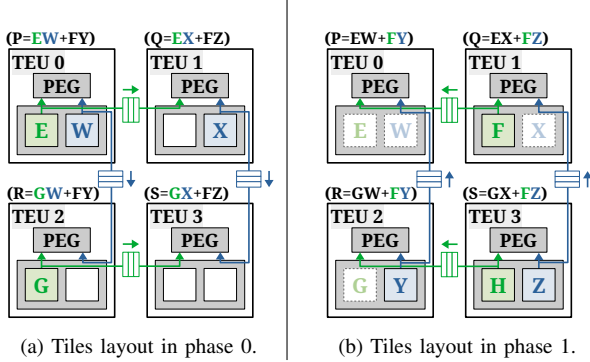 (P=EW+FY) (Q=EX+FZ)
TEU 0 TEU 1
PEG PEG
E W X
(R=GW+FY) (S=GX+FZ)
TEU 2 TEU 3
PEG PEG
G
(a) Tiles layout in phase 0.
(P=EW+FY) (Q=EX+FZ)
TEU 0 TEU 1
PEG PEG
E W F X
(R=GW+FY) (S=GX+FZ)
TEU 2 TEU 3
PEG PEG
G Y H Z
(b) Tiles layout in phase 1.